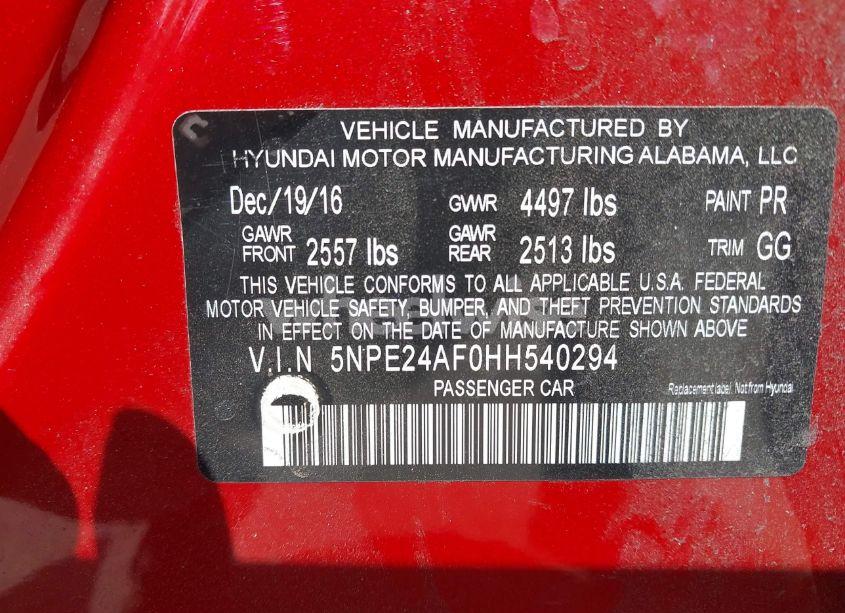 VEHICLE MANUFACTURED BY
HYUNDAI MOTOR MANUFACTURING ALABAMA, LLC
Dec/19/16 GVWR 4497 lbs PAINT PR
GAWR FRONT 2557 lbs GAWR REAR 2513 lbs TRIM GG
THIS VEHICLE CONFORMS TO ALL APPLICABLE U.S.A. FEDERAL
MOTOR VEHICLE SAFETY, BUMPER, AND THEFT PREVENTION STANDARDS
IN EFFECT ON THE DATE OF MANUFACTURE SHOWN ABOVE
V.I.N 5NPE24AF0HH540294
PASSENGER CAR
Replacement label. Not from Hyundai